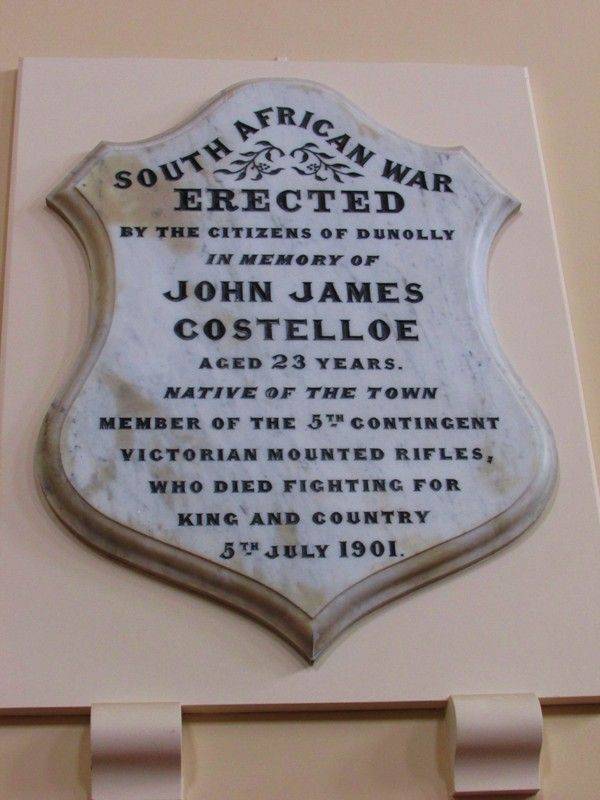 SOUTH AFRICAN WAR
ERECTED
BY THE CITIZENS OF DUNOLLY
IN MEMORY OF
JOHN JAMES
COSTELLOE
AGED 23 YEARS.
NATIVE OF THE TOWN
MEMBER OF THE 5TH CONTINGENT
VICTORIAN MOUNTED RIFLES,
WHO DIED FIGHTING FOR
KING AND COUNTRY
5TH JULY 1901.